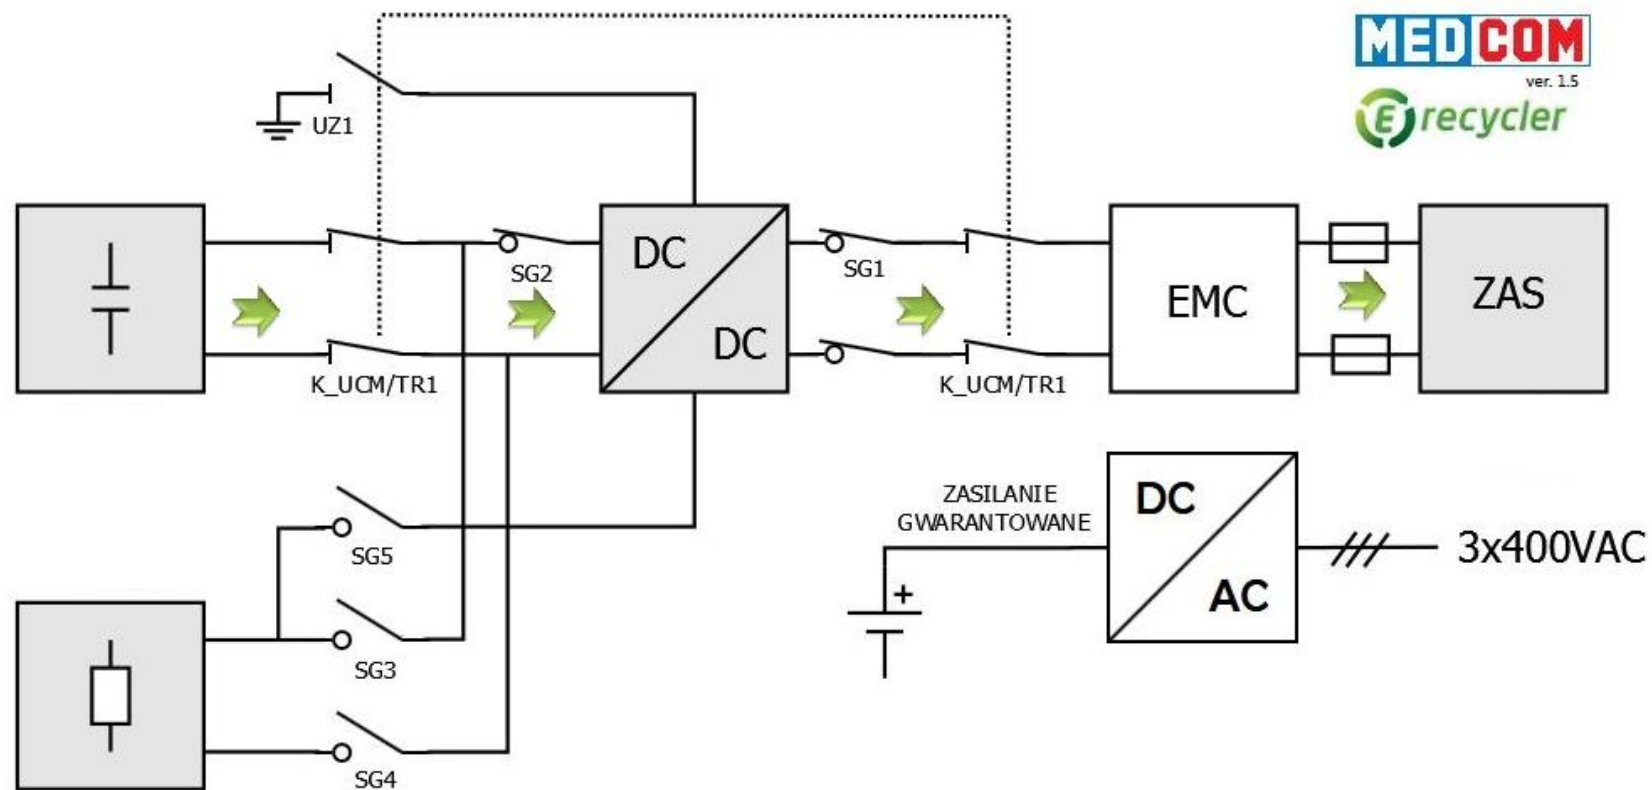 MEDCOM
ver. 1.5
E recycler
UZ1
SG2
DC
DC
SG1
EMC
ZAS
K_UCM/TR1
K_UCM/TR1
ZASILANIE
GWARANTOWANE
+
DC
AC
3x400VAC
SG5
SG3
SG4